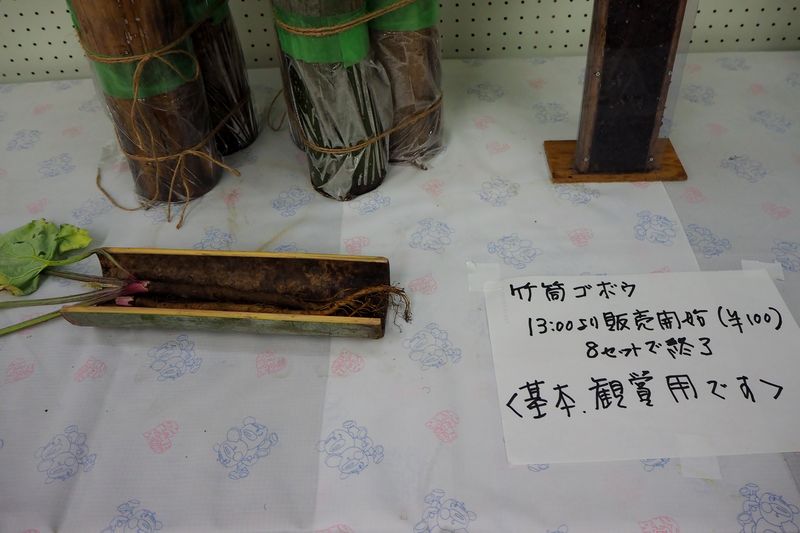 竹筒ゴボウ
13:00より販売開始(¥100)
8セットで終了
<基本、観賞用です>